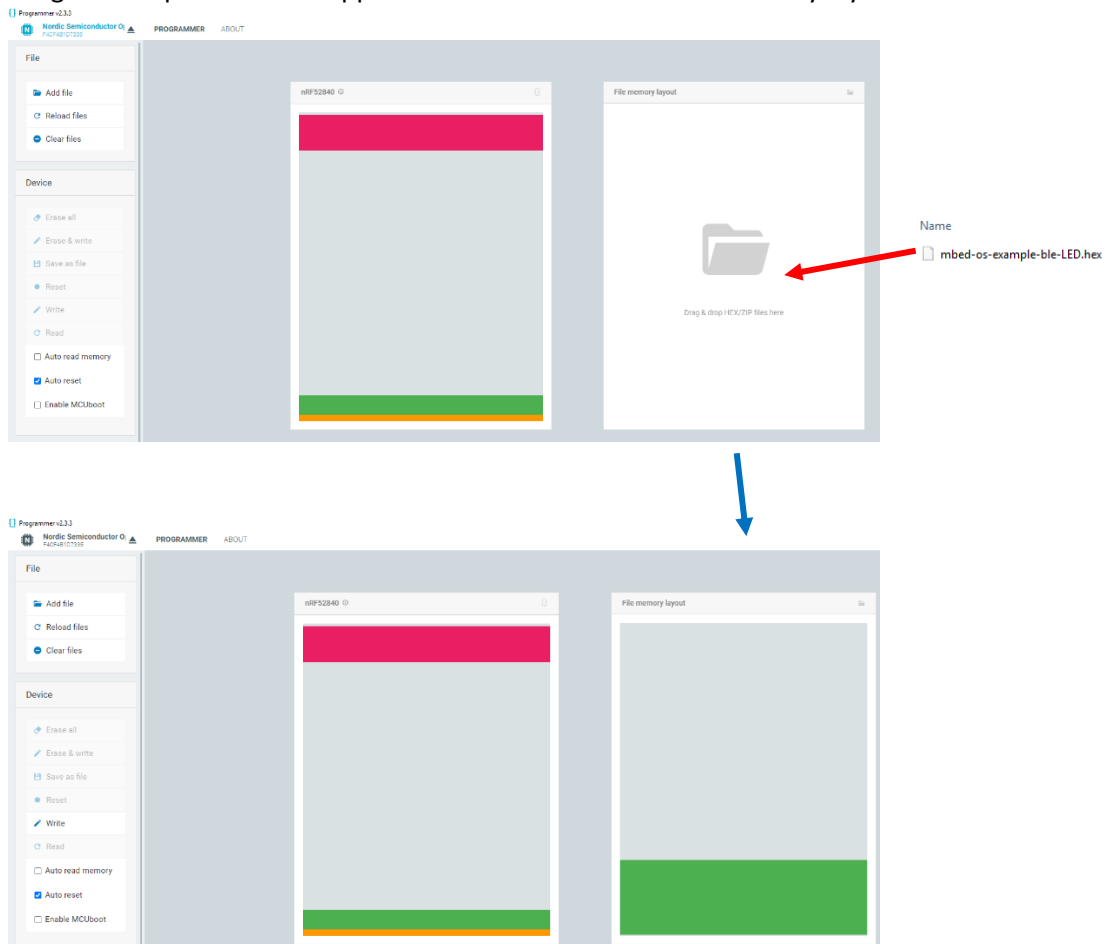 Programmer v2.3.3
Nordic Semiconductor O
PROGRAMMER
ABOUT
File
Add file
Reload files
Clear files
Device
Erase all
Erase & write
Save as file
Reset
Write
Read
Auto read memory
Auto reset
Enable MCUboot
nRF52840
File memory layout
Drag & drop HEX/ZIP files here
Name
mbed-os-example-ble-LED.hex
Programmer v2.3.3
Nordic Semiconductor O
PROGRAMMER
ABOUT
File
Add file
Reload files
Clear files
Device
Erase all
Erase & write
Save as file
Reset
Write
Read
Auto read memory
Auto reset
Enable MCUboot
nRF52840
File memory layout